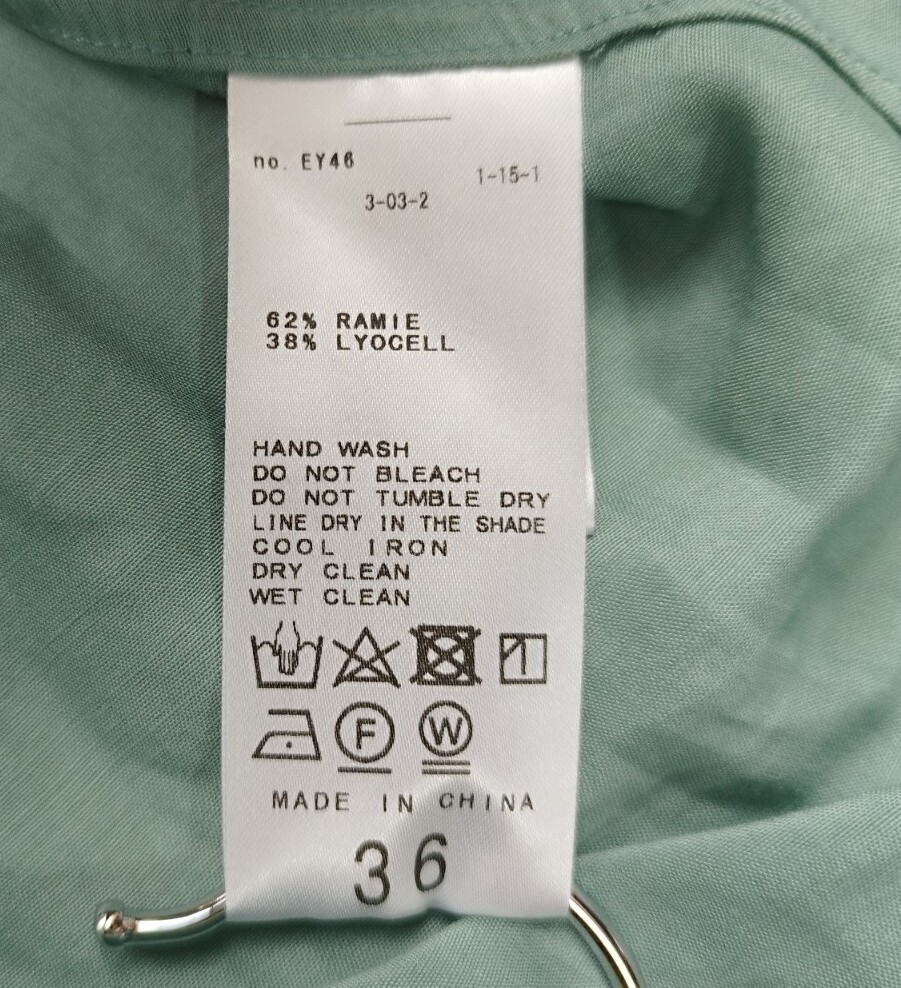 no. EY46
1-15-1
3-03-2
62% RAMIE
38% LYOCELL
HAND WASH
DO NOT BLEACH
DO NOT TUMBLE DRY
LINE DRY IN THE SHADE
COOL IRON
DRY CLEAN
WET CLEAN
F W
MADE IN CHINA
36